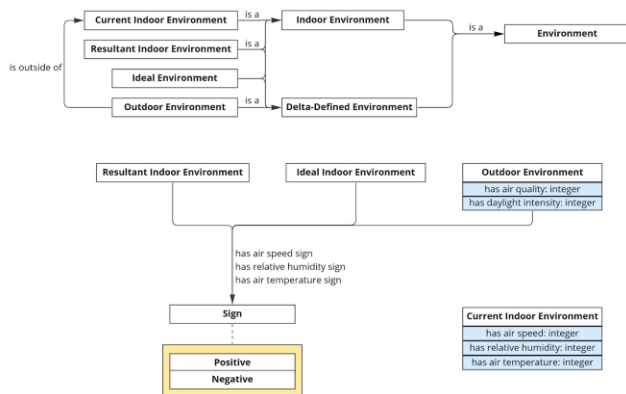 Current Indoor Environment
is a
Indoor Environment
is a
Environment
Resultant Indoor Environment
is a
is outside of
Ideal Environment
Outdoor Environment
is a
Delta-Defined Environment
Resultant Indoor Environment
Ideal Indoor Environment
Outdoor Environment
has air quality: integer
has daylight intensity: integer
has air speed sign
has relative humidity sign
has air temperature sign
Sign
Positive
Negative
Current Indoor Environment
has air speed: integer
has relative humidity: integer
has air temperature: integer